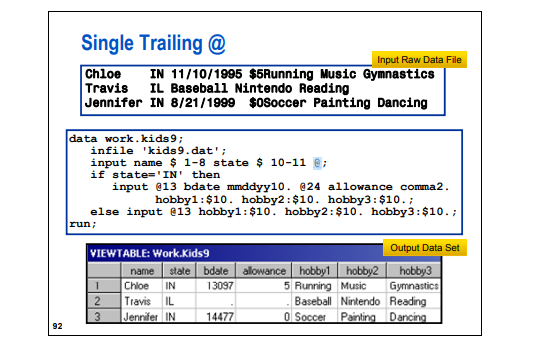 Single Trailing @
Input Raw Data File
Chloe IN 11/10/1995 $5Running Music Gymnastics
Travis IL Baseball Nintendo Reading
Jennifer IN 8/21/1999 $0Soccer Painting Dancing
data work.kids9;
infile 'kids9.dat';
input name $ 1-8 state $ 10-11 @;
if state='IN' then
input @13 bdate mmddyy10. @24 allowance comma2.
hobby1:$10. hobby2:$10. hobby3:$10.;
else input @13 hobby1:$10. hobby2:$10. hobby3:$10.;
run;
Output Data Set
VIEWTABLE: Work.Kids9
name state bdate allowance hobby1 hobby2 hobby3
1 Chloe IN 13097 5 Running Music Gymnastics
2 Travis IL . . Baseball Nintendo Reading
3 Jennifer IN 14477 0 Soccer Painting Dancing
92